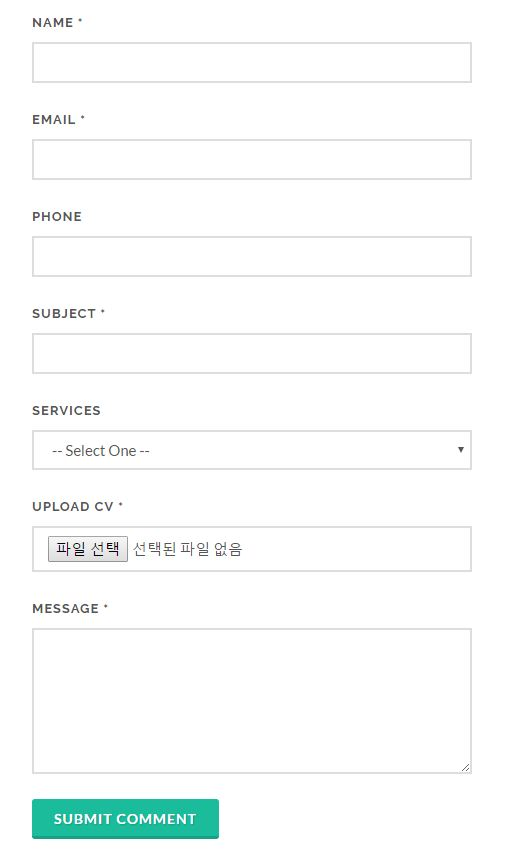 NAME *
EMAIL *
PHONE
SUBJECT *
SERVICES
-- Select One --
UPLOAD CV *
파일 선택 선택된 파일 없음
MESSAGE *
SUBMIT COMMENT